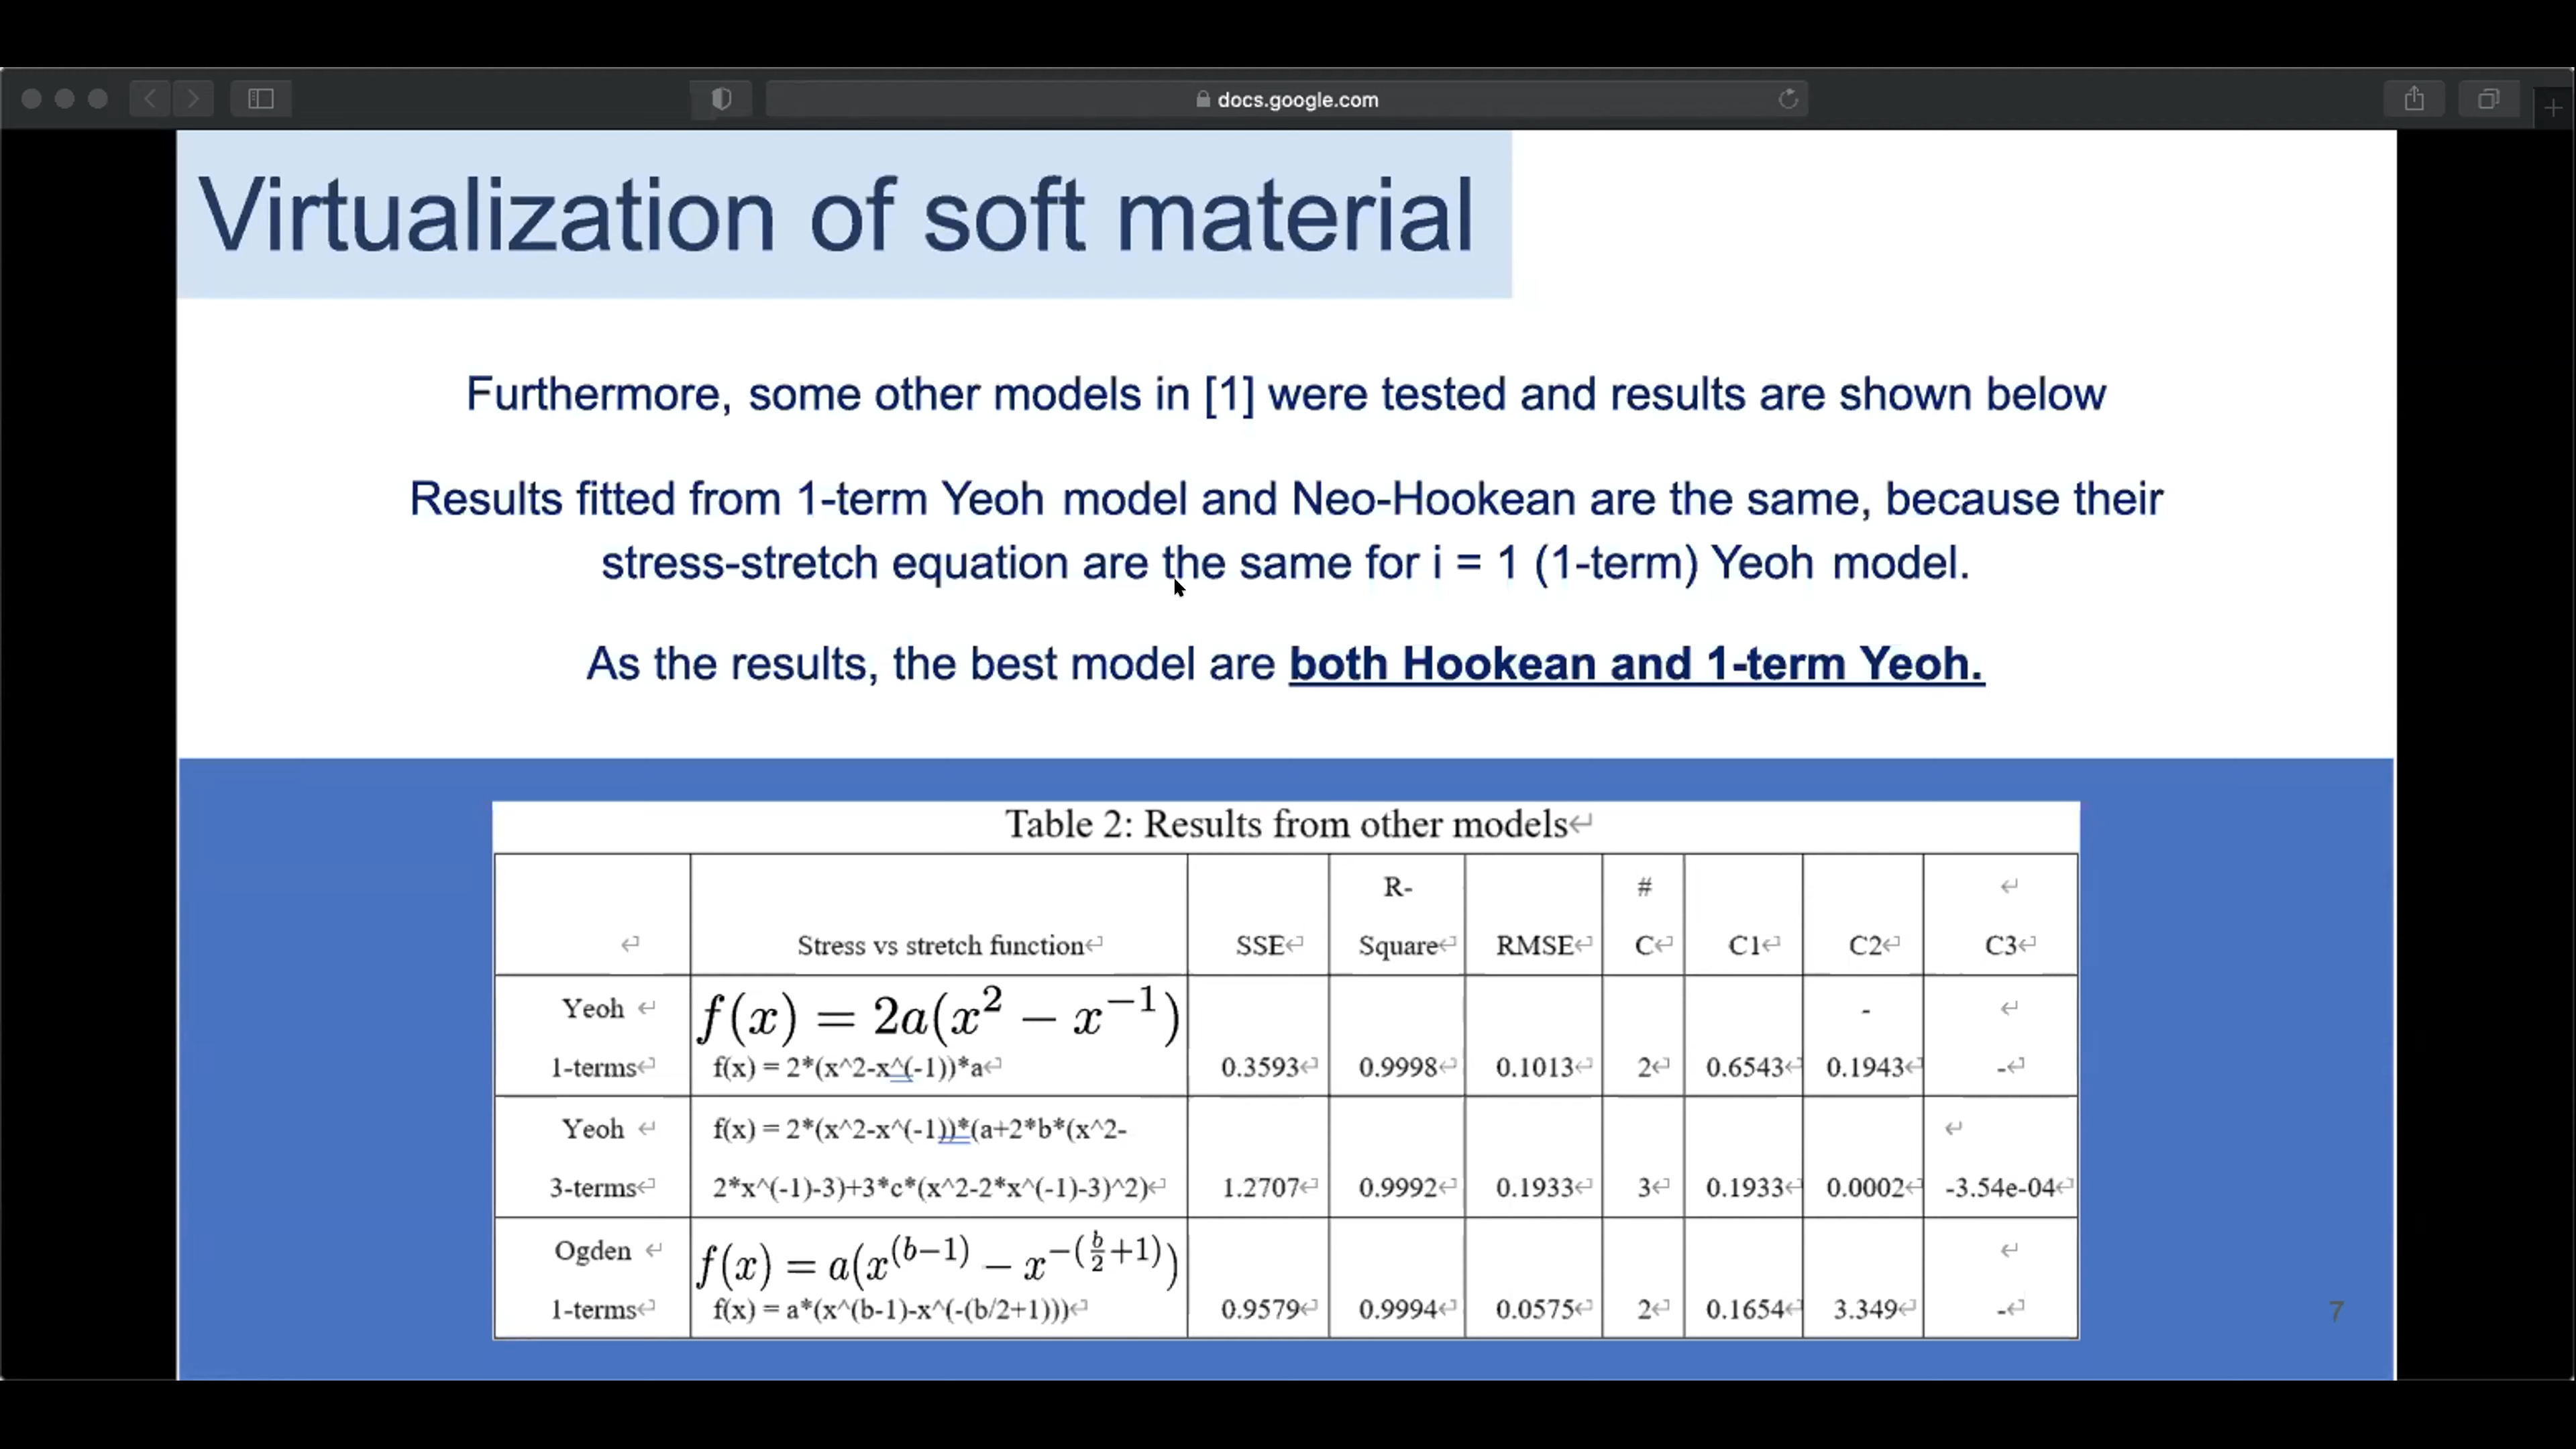 docs.google.com
Virtualization of soft material
Furthermore, some other models in [1] were tested and results are shown below
Results fitted from 1-term Yeoh model and Neo-Hookean are the same, because their
stress-stretch equation are the same for i = 1 (1-term) Yeoh model.
As the results, the best model are both Hookean and 1-term Yeoh.
Table 2: Results from other models↵
↵ Stress vs stretch function↵ SSE↵ R-Square↵ RMSE↵ # C↵ C1↵ C2↵ ↵ C3↵
Yeoh ↵ f(x) = 2a(x² − x⁻¹) - ↵
1-terms↵ f(x) = 2*(x^2-x^(-1))*a↵ 0.3593↵ 0.9998↵ 0.1013↵ 2↵ 0.6543↵ 0.1943↵ -↵
Yeoh ↵ f(x) = 2*(x^2-x^(-1))*(a+2*b*(x^2- ↵
3-terms↵ 2*x^(-1)-3)+3*c*(x^2-2*x^(-1)-3)^2)↵ 1.2707↵ 0.9992↵ 0.1933↵ 3↵ 0.1933↵ 0.0002↵ -3.54e-04↵
Ogden ↵ f(x) = a(x^(b−1) − x^−(b/2+1)) ↵
1-terms↵ f(x) = a*(x^(b-1)-x^(-(b/2+1)))↵ 0.9579↵ 0.9994↵ 0.0575↵ 2↵ 0.1654↵ 3.349↵ -↵
7